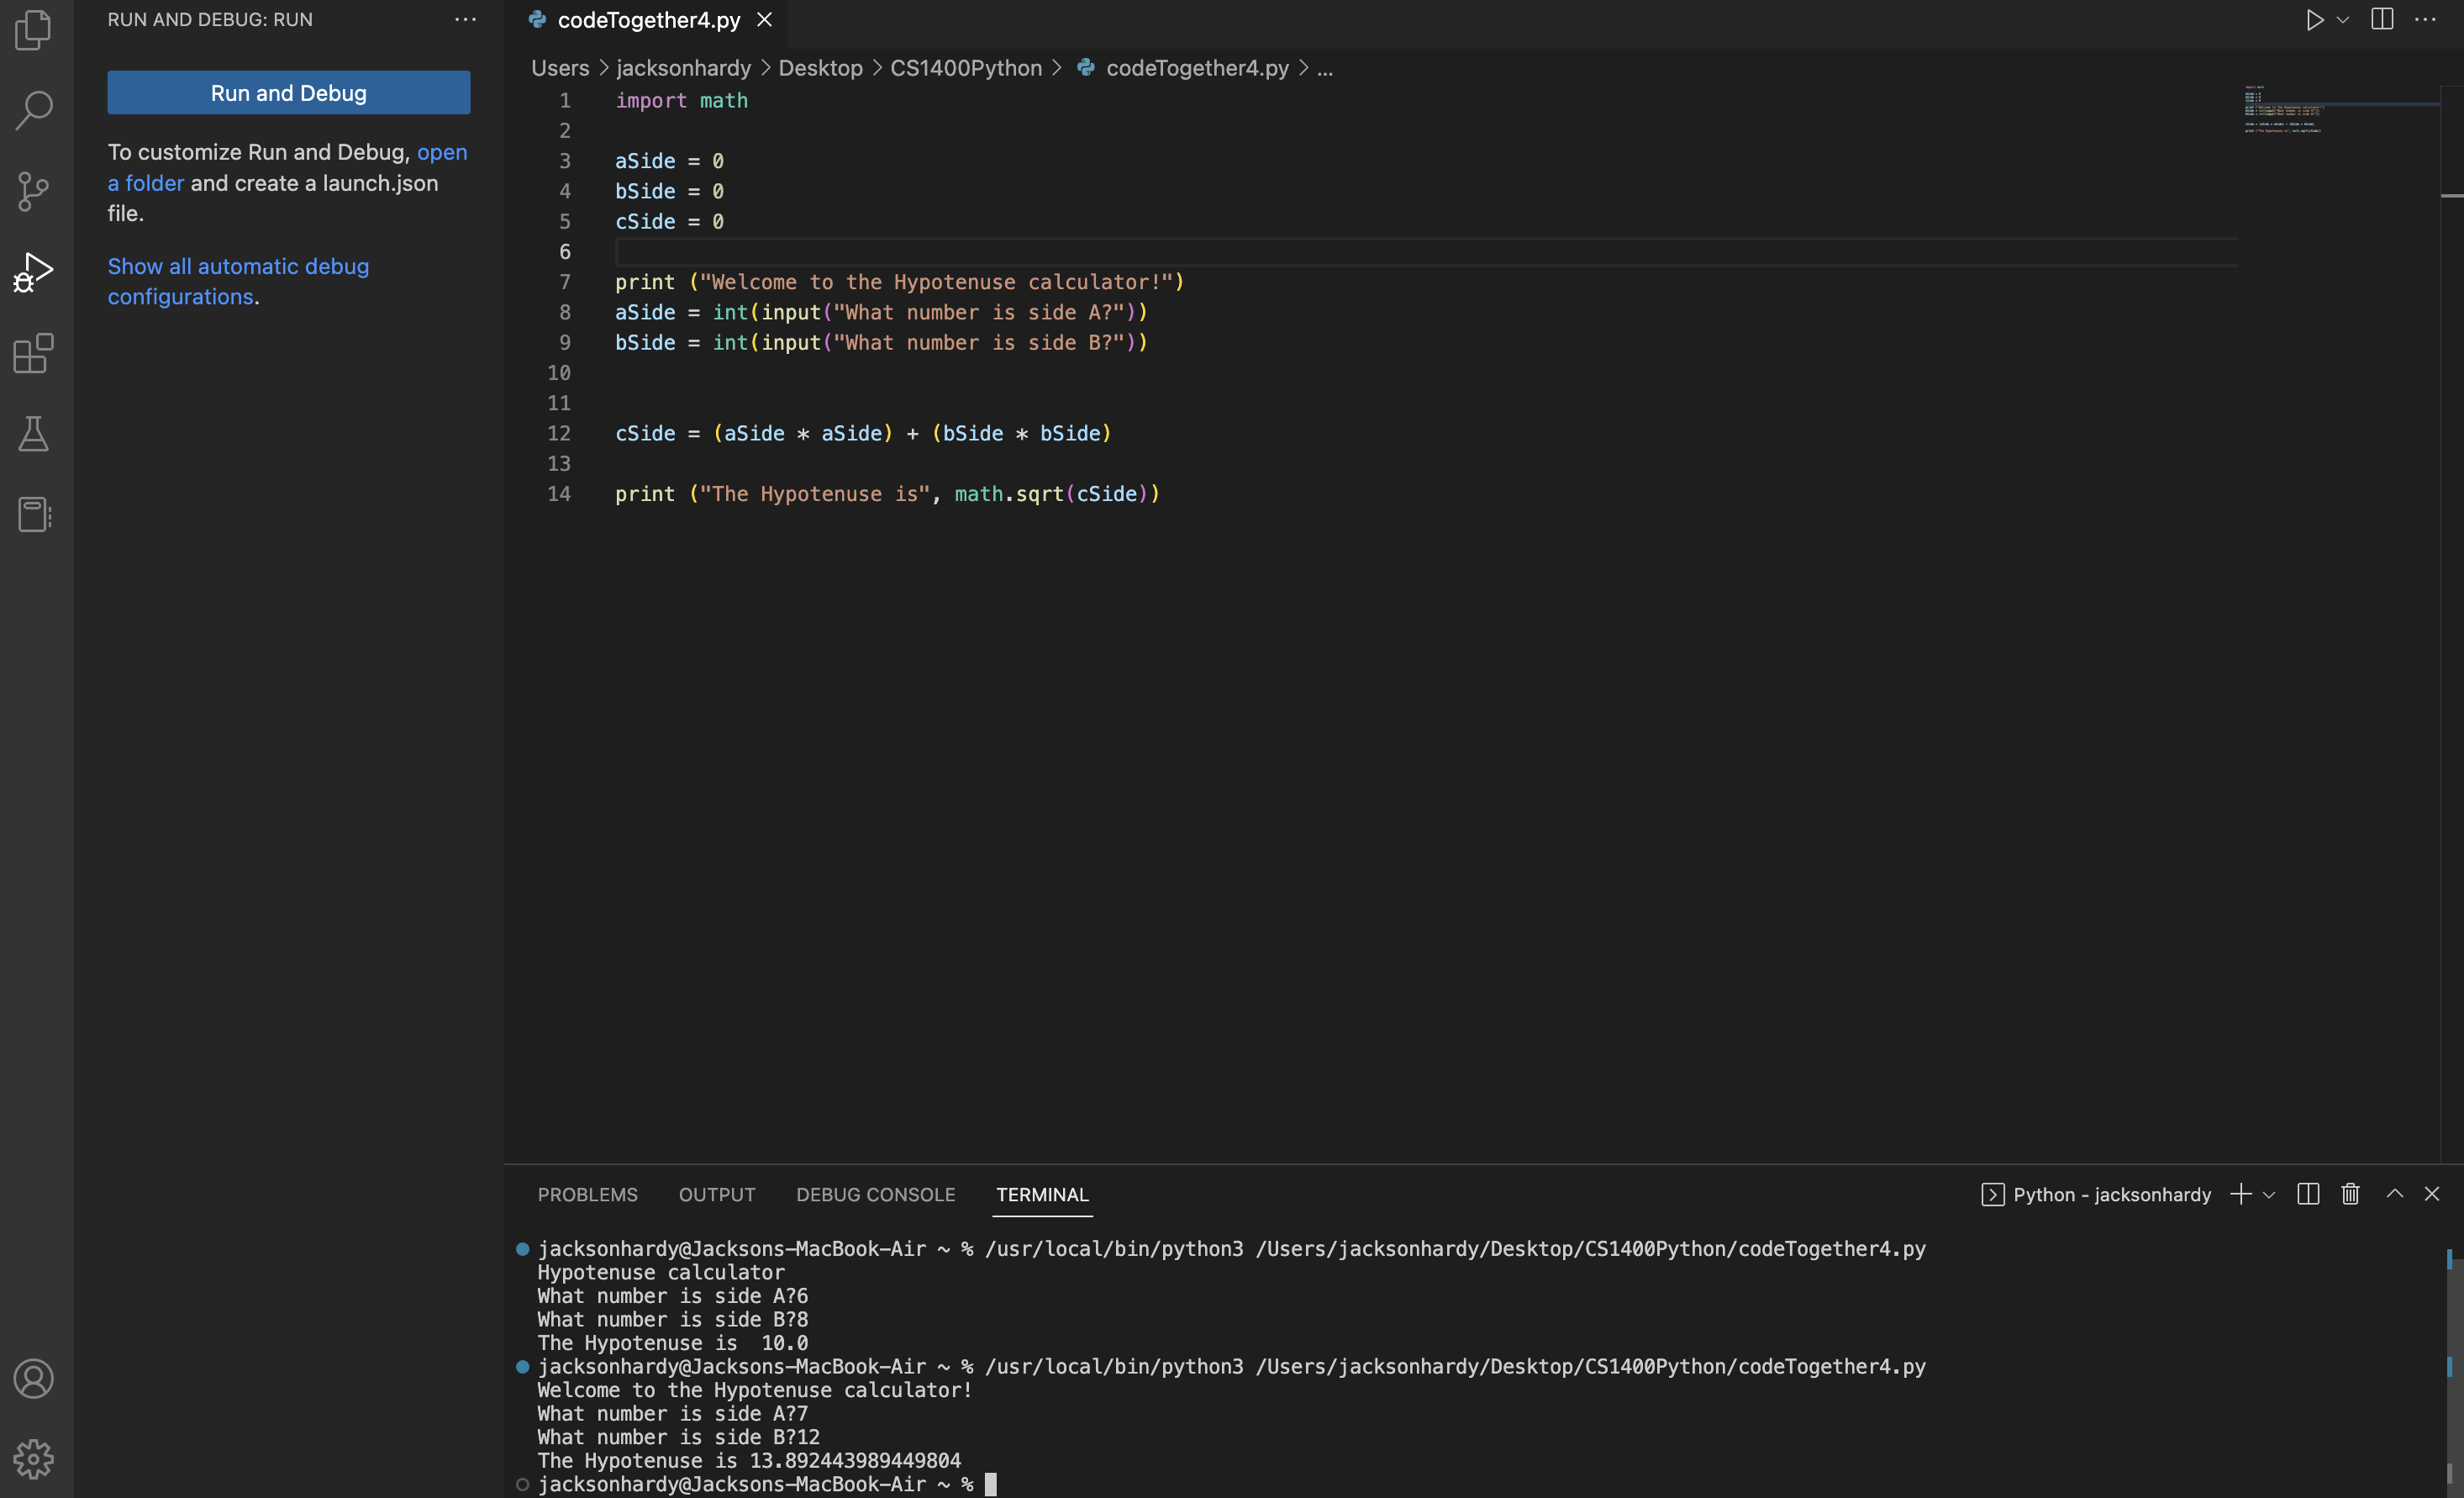 RUN AND DEBUG: RUN
Run and Debug
To customize Run and Debug, open
a folder and create a launch.json
file.
Show all automatic debug
configurations.
codeTogether4.py
Users > jacksonhardy > Desktop > CS1400Python > codeTogether4.py > ...
1 import math
2
3 aSide = 0
4 bSide = 0
5 cSide = 0
6
7 print ("Welcome to the Hypotenuse calculator!")
8 aSide = int(input("What number is side A?"))
9 bSide = int(input("What number is side B?"))
10
11
12 cSide = (aSide * aSide) + (bSide * bSide)
13
14 print ("The Hypotenuse is", math.sqrt(cSide))
PROBLEMS OUTPUT DEBUG CONSOLE TERMINAL
Python - jacksonhardy
jacksonhardy@Jacksons-MacBook-Air ~ % /usr/local/bin/python3 /Users/jacksonhardy/Desktop/CS1400Python/codeTogether4.py
Hypotenuse calculator
What number is side A?6
What number is side B?8
The Hypotenuse is  10.0
jacksonhardy@Jacksons-MacBook-Air ~ % /usr/local/bin/python3 /Users/jacksonhardy/Desktop/CS1400Python/codeTogether4.py
Welcome to the Hypotenuse calculator!
What number is side A?7
What number is side B?12
The Hypotenuse is 13.892443989449804
jacksonhardy@Jacksons-MacBook-Air ~ %